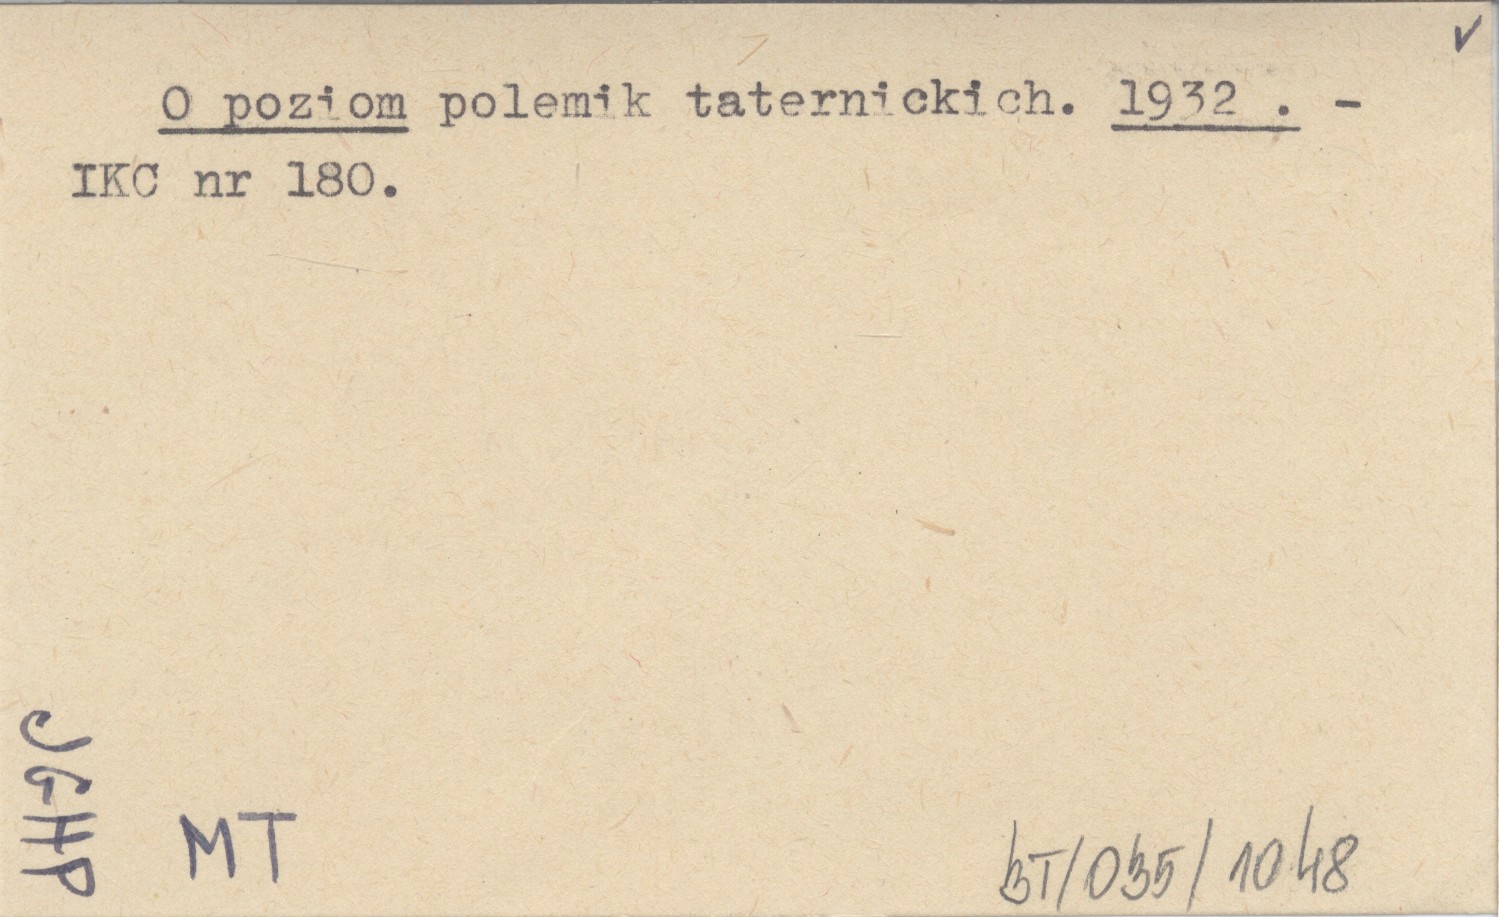 ✓
O poziom polemik taternickich. 1932 . -
IKC nr 180.
JGHP
MT
BT/035/1048